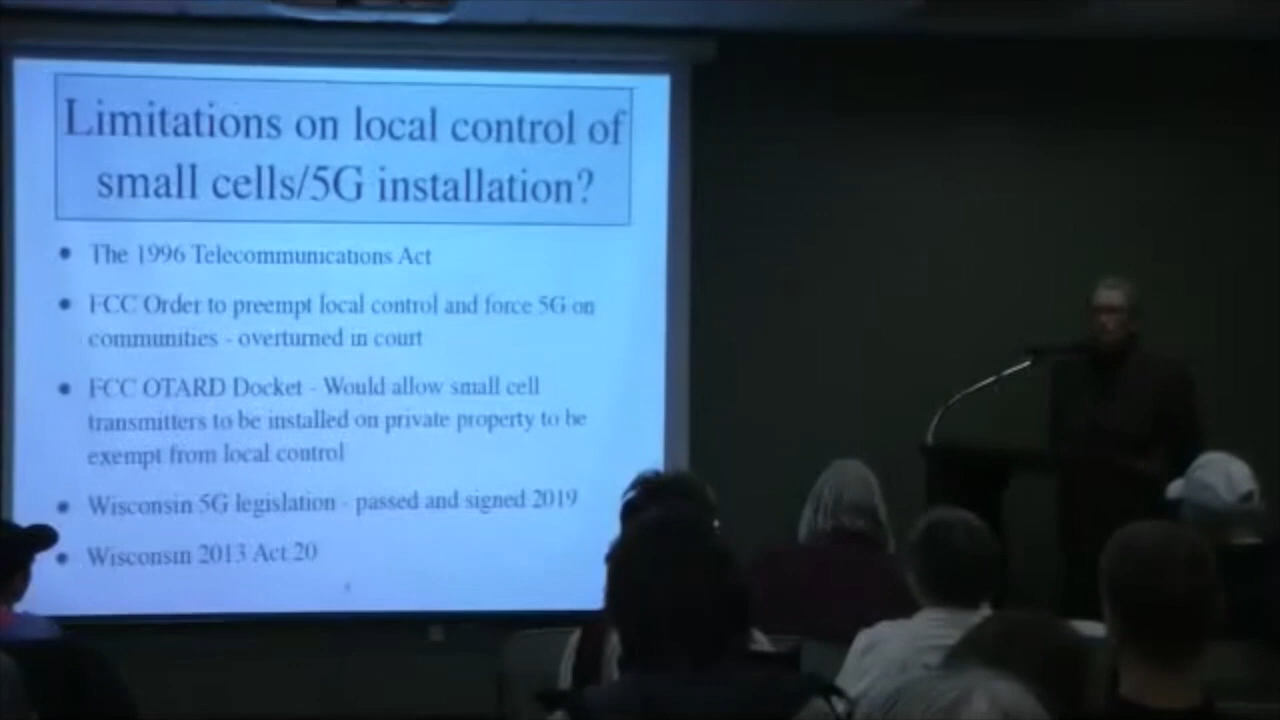 Limitations on local control of
small cells/5G installation?
• The 1996 Telecommunications Act
• FCC Order to preempt local control and force 5G on
communities - overturned in court
• FCC OTARD Docket - Would allow small cell
transmitters to be installed on private property to be
exempt from local control
• Wisconsin 5G legislation - passed and signed 2019
• Wisconsin 2013 Act 20